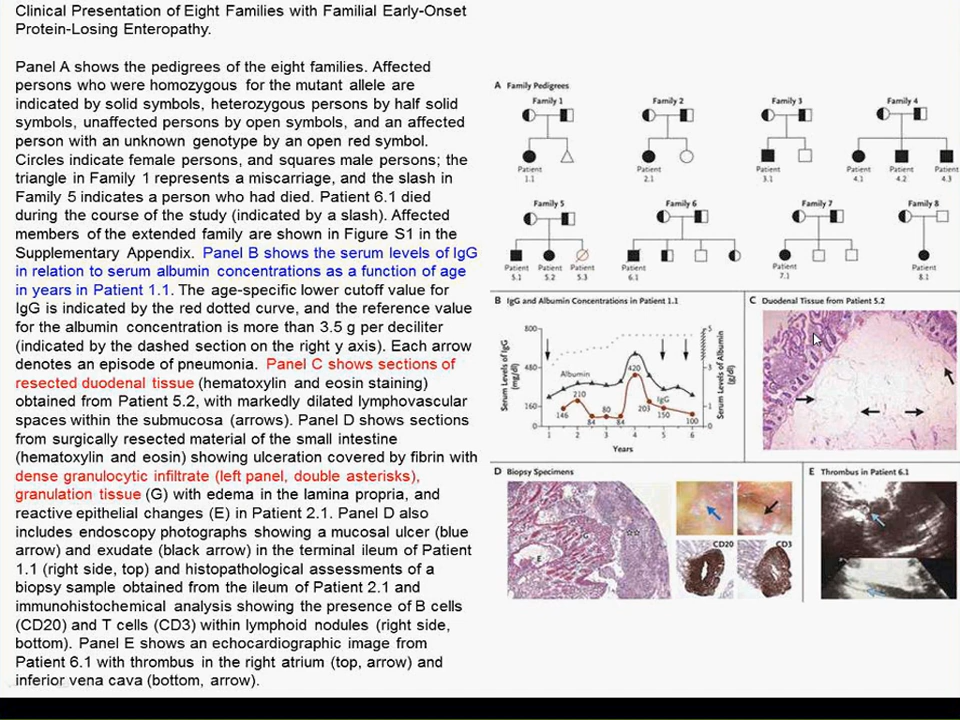 Clinical Presentation of Eight Families with Familial Early-Onset
Protein-Losing Enteropathy.
Panel A shows the pedigrees of the eight families. Affected
persons who were homozygous for the mutant allele are
indicated by solid symbols, heterozygous persons by half solid
symbols, unaffected persons by open symbols, and an affected
person with an unknown genotype by an open red symbol.
Circles indicate female persons, and squares male persons; the
triangle in Family 1 represents a miscarriage, and the slash in
Family 5 indicates a person who had died. Patient 6.1 died
during the course of the study (indicated by a slash). Affected
members of the extended family are shown in Figure S1 in the
Supplementary Appendix. Panel B shows the serum levels of IgG
in relation to serum albumin concentrations as a function of age
in years in Patient 1.1. The age-specific lower cutoff value for
IgG is indicated by the red dotted curve, and the reference value
for the albumin concentration is more than 3.5 g per deciliter
(indicated by the dashed section on the right y axis). Each arrow
denotes an episode of pneumonia. Panel C shows sections of
resected duodenal tissue (hematoxylin and eosin staining)
obtained from Patient 5.2, with markedly dilated lymphovascular
spaces within the submucosa (arrows). Panel D shows sections
from surgically resected material of the small intestine
(hematoxylin and eosin) showing ulceration covered by fibrin with
dense granulocytic infiltrate (left panel, double asterisks),
granulation tissue (G) with edema in the lamina propria, and
reactive epithelial changes (E) in Patient 2.1. Panel D also
includes endoscopy photographs showing a mucosal ulcer (blue
arrow) and exudate (black arrow) in the terminal ileum of Patient
1.1 (right side, top) and histopathological assessments of a
biopsy sample obtained from the ileum of Patient 2.1 and
immunohistochemical analysis showing the presence of B cells
(CD20) and T cells (CD3) within lymphoid nodules (right side,
bottom). Panel E shows an echocardiographic image from
Patient 6.1 with thrombus in the right atrium (top, arrow) and
inferior vena cava (bottom, arrow).
A Family Pedigrees
Family 1 Family 2 Family 3 Family 4
Patient 1.1 Patient 2.1 Patient 3.1 Patient 4.1 Patient 4.2 Patient 4.3
Family 5 Family 6 Family 7 Family 8
Patient 5.1 Patient 5.2 Patient 5.3 Patient 6.1 Patient 7.1 Patient 8.1
B IgG and Albumin Concentrations in Patient 1.1
Serum Levels of IgG (mg/dl)
800
480
160
0
Albumin
IgG
146 210 84 80 84 420 203 150 100
5
3
1
0
Serum Levels of Albumin (g/dl)
1 2 3 4 5 6
Years
C Duodenal Tissue from Patient 5.2
D Biopsy Specimens
G
E
CD20 CD3
E Thrombus in Patient 6.1